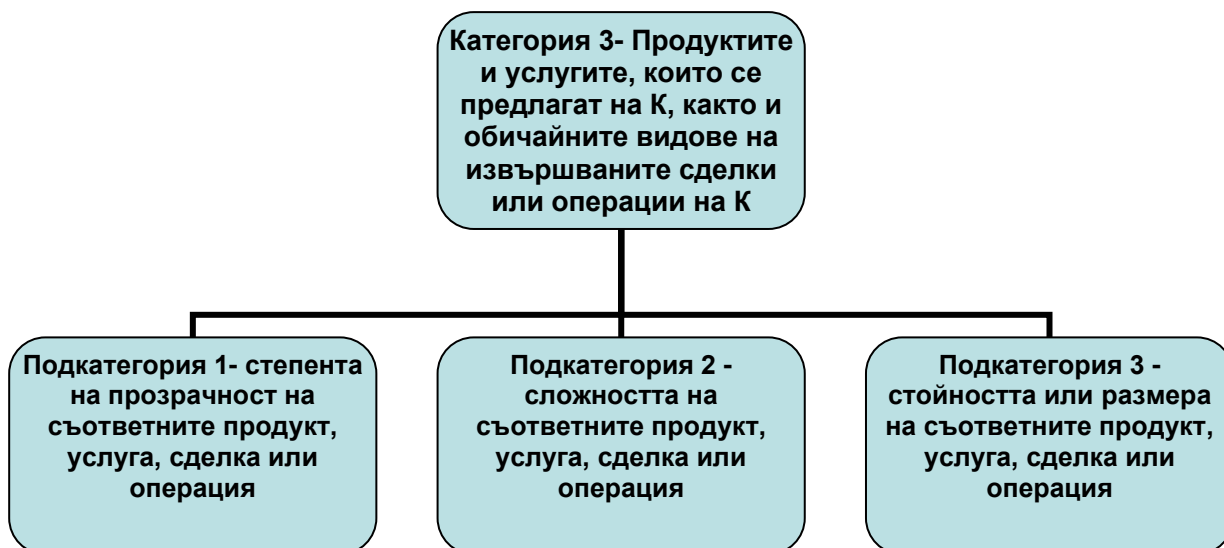 Категория 3- Продуктите
и услугите, които се
предлагат на К, както и
обичайните видове на
извършваните сделки
или операции на К
Подкатегория 1- степента
на прозрачност на
съответните продукт,
услуга, сделка или
операция
Подкатегория 2 -
сложността на
съответните продукт,
услуга, сделка или
операция
Подкатегория 3 -
стойността или размера
на съответните продукт,
услуга, сделка или
операция